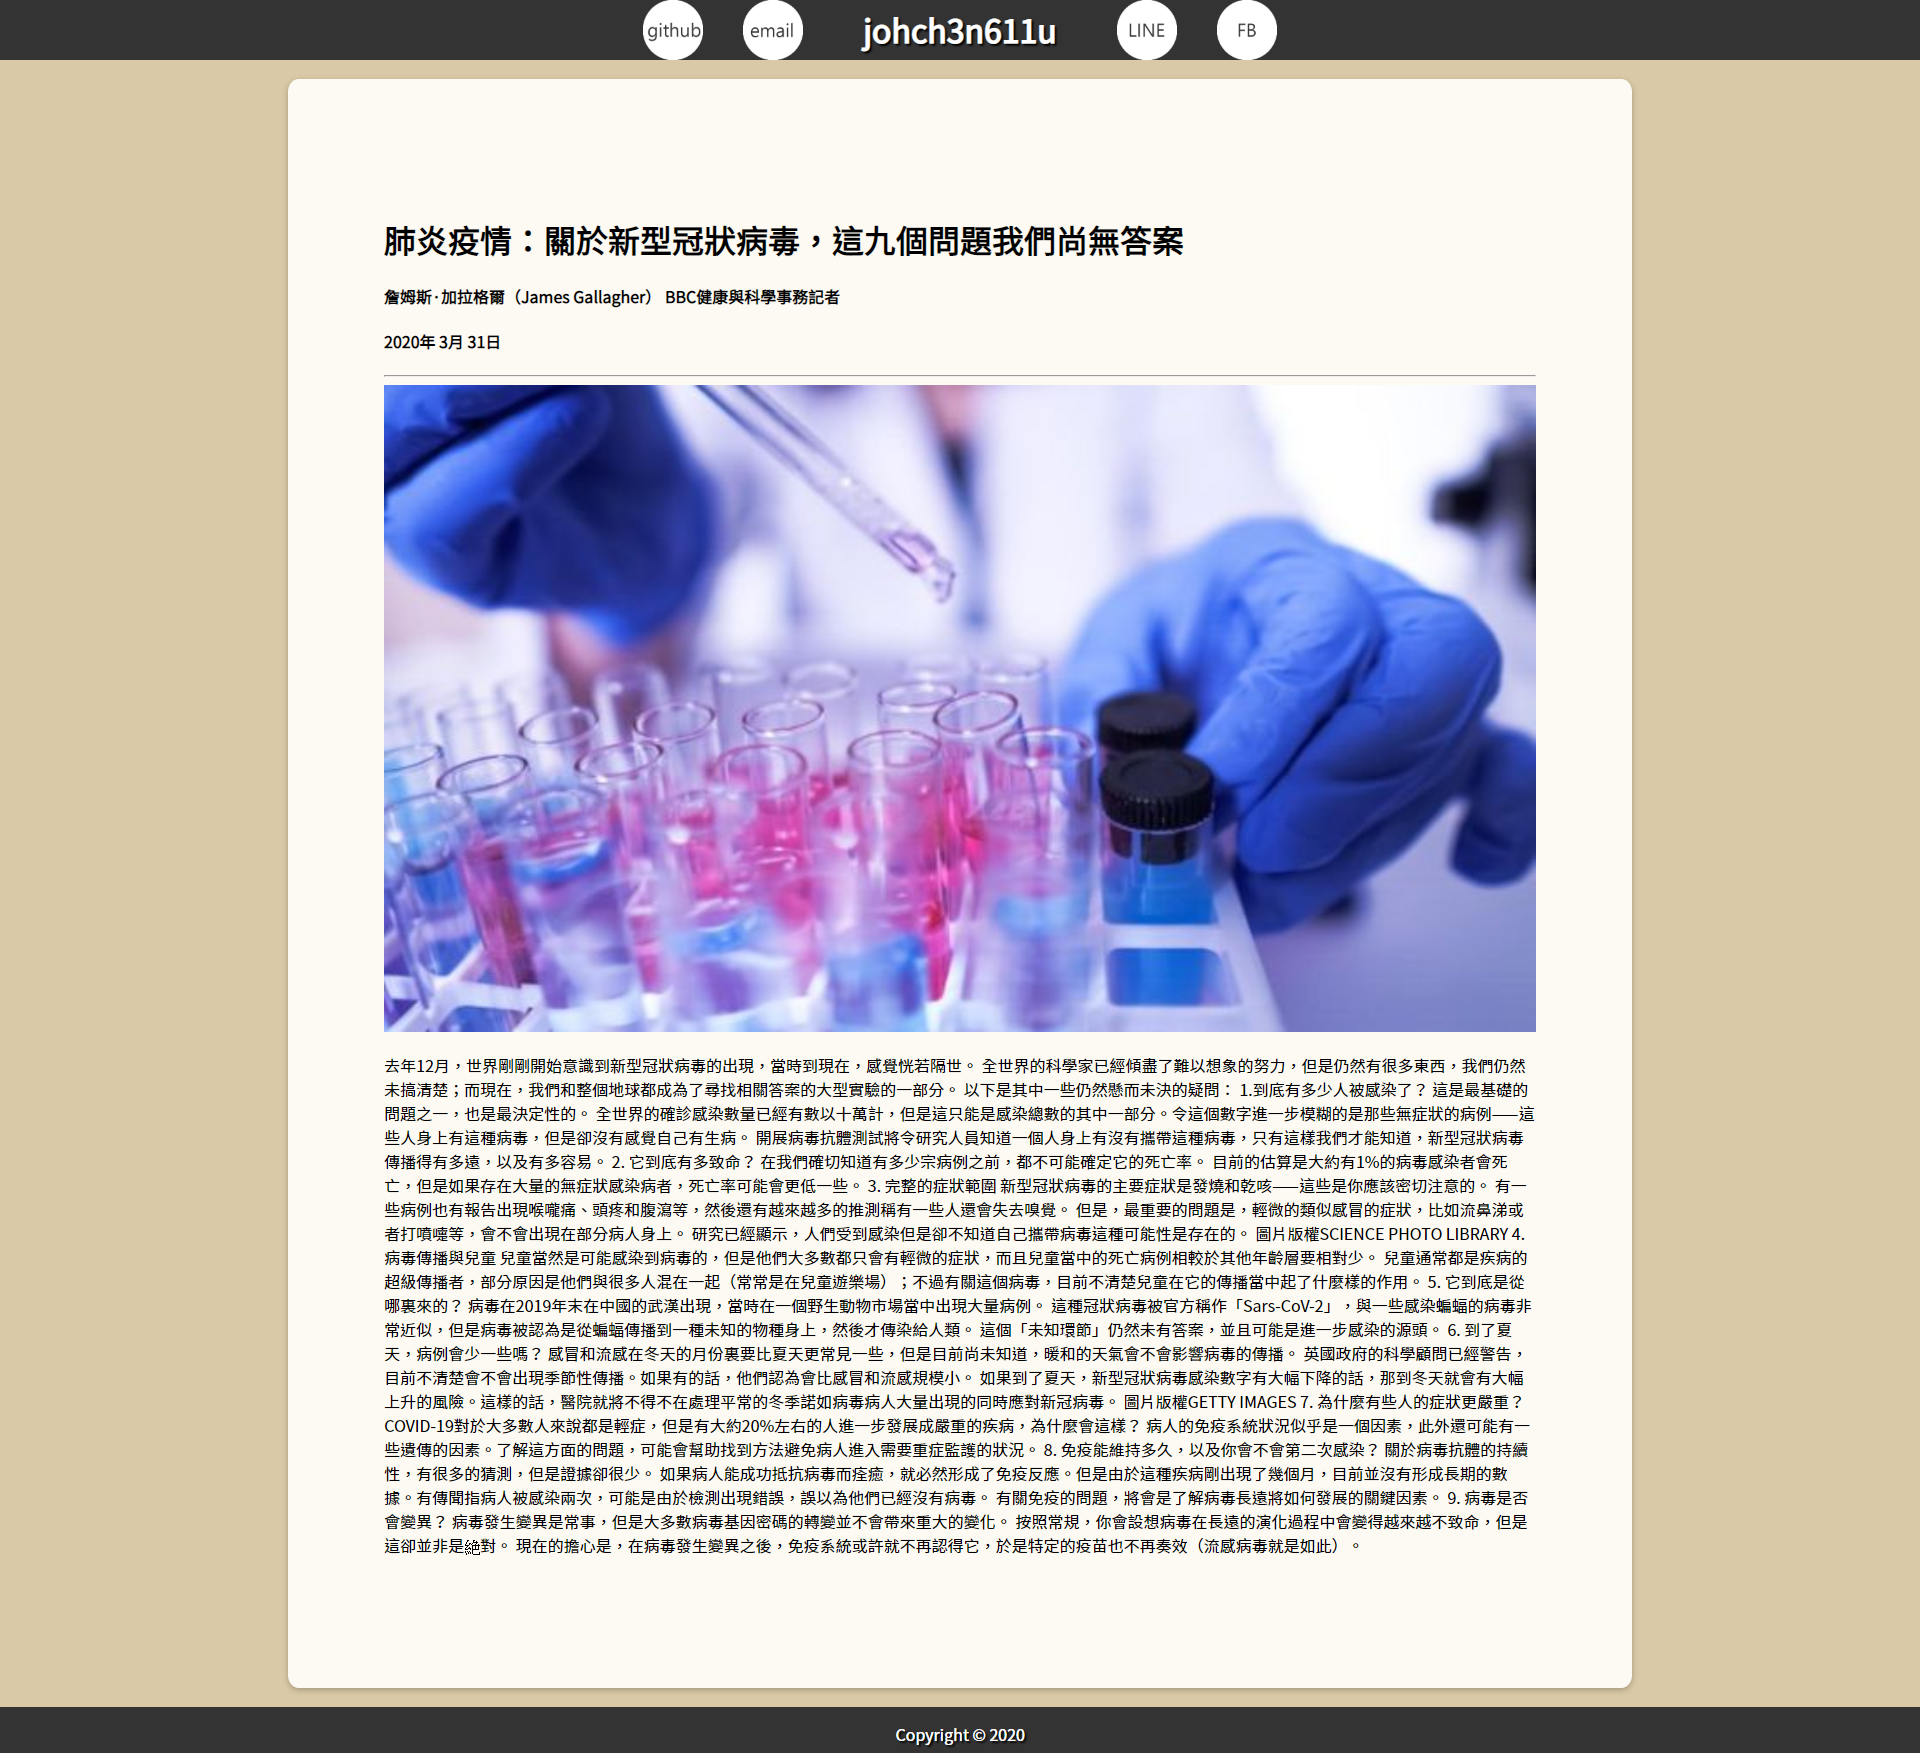 github email johch3n611u LINE FB
肺炎疫情：關於新型冠狀病毒，這九個問題我們尚無答案
詹姆斯·加拉格爾（James Gallagher） BBC健康與科學事務記者
2020年 3月 31日
去年12月，世界剛剛開始意識到新型冠狀病毒的出現，當時到現在，感覺恍若隔世。 全世界的科學家已經傾盡了難以想象的努力，但是仍然有很多東西，我們仍然
未搞清楚；而現在，我們和整個地球都成為了尋找相關答案的大型實驗的一部分。 以下是其中一些仍然懸而未決的疑問： 1.到底有多少人被感染了？ 這是最基礎的
問題之一，也是最決定性的。 全世界的確診感染數量已經有數以十萬計，但是這只能是感染總數的其中一部分。令這個數字進一步模糊的是那些無症狀的病例——這
些人身上有這種病毒，但是卻沒有感覺自己有生病。 開展病毒抗體測試將令研究人員知道一個人身上有沒有攜帶這種病毒，只有這樣我們才能知道，新型冠狀病毒
傳播得有多遠，以及有多容易。 2. 它到底有多致命？ 在我們確切知道有多少宗病例之前，都不可能確定它的死亡率。 目前的估算是大約有1%的病毒感染者會死
亡，但是如果存在大量的無症狀感染病者，死亡率可能會更低一些。 3. 完整的症狀範圍 新型冠狀病毒的主要症狀是發燒和乾咳——這些是你應該密切注意的。 有一
些病例也有報告出現喉嚨痛、頭疼和腹瀉等，然後還有越來越多的推測稱有一些人還會失去嗅覺。 但是，最重要的問題是，輕微的類似感冒的症狀，比如流鼻涕或
者打噴嚏等，會不會出現在部分病人身上。 研究已經顯示，人們受到感染但是卻不知道自己攜帶病毒這種可能性是存在的。 圖片版權SCIENCE PHOTO LIBRARY 4.
病毒傳播與兒童 兒童當然是可能感染到病毒的，但是他們大多數都只會有輕微的症狀，而且兒童當中的死亡病例相較於其他年齡層要相對少。 兒童通常都是疾病的
超級傳播者，部分原因是他們與很多人混在一起（常常是在兒童遊樂場）；不過有關這個病毒，目前不清楚兒童在它的傳播當中起了什麼樣的作用。 5. 它到底是從
哪裏來的？ 病毒在2019年末在中國的武漢出現，當時在一個野生動物市場當中出現大量病例。 這種冠狀病毒被官方稱作「Sars-CoV-2」，與一些感染蝙蝠的病毒非
常近似，但是病毒被認為是從蝙蝠傳播到一種未知的物種身上，然後才傳染給人類。 這個「未知環節」仍然未有答案，並且可能是進一步感染的源頭。 6. 到了夏
天，病例會少一些嗎？ 感冒和流感在冬天的月份裏要比夏天更常見一些，但是目前尚未知道，暖和的天氣會不會影響病毒的傳播。 英國政府的科學顧問已經警告，
目前不清楚會不會出現季節性傳播。如果有的話，他們認為會比感冒和流感規模小。 如果到了夏天，新型冠狀病毒感染數字有大幅下降的話，那到冬天就會有大幅
上升的風險。這樣的話，醫院就將不得不在處理平常的冬季諾如病毒病人大量出現的同時應對新冠病毒。 圖片版權GETTY IMAGES 7. 為什麼有些人的症狀更嚴重？
COVID-19對於大多數人來說都是輕症，但是有大約20%左右的人進一步發展成嚴重的疾病，為什麼會這樣？ 病人的免疫系統狀況似乎是一個因素，此外還可能有一
些遺傳的因素。了解這方面的問題，可能會幫助找到方法避免病人進入需要重症監護的狀況。 8. 免疫能維持多久，以及你會不會第二次感染？ 關於病毒抗體的持續
性，有很多的猜測，但是證據卻很少。 如果病人能成功抵抗病毒而痊癒，就必然形成了免疫反應。但是由於這種疾病剛出現了幾個月，目前並沒有形成長期的數
據。有傳聞指病人被感染兩次，可能是由於檢測出現錯誤，誤以為他們已經沒有病毒。 有關免疫的問題，將會是了解病毒長遠將如何發展的關鍵因素。 9. 病毒是否
會變異？ 病毒發生變異是常事，但是大多數病毒基因密碼的轉變並不會帶來重大的變化。 按照常規，你會設想病毒在長遠的演化過程中會變得越來越不致命，但是
這卻並非是絶對。 現在的擔心是，在病毒發生變異之後，免疫系統或許就不再認得它，於是特定的疫苗也不再奏效（流感病毒就是如此）。
Copyright © 2020